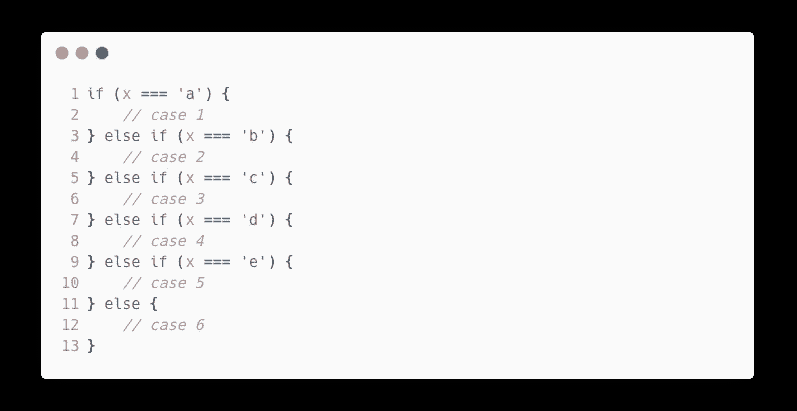 1 if (x === 'a') {
2     // case 1
3 } else if (x === 'b') {
4     // case 2
5 } else if (x === 'c') {
6     // case 3
7 } else if (x === 'd') {
8     // case 4
9 } else if (x === 'e') {
10     // case 5
11 } else {
12     // case 6
13 }